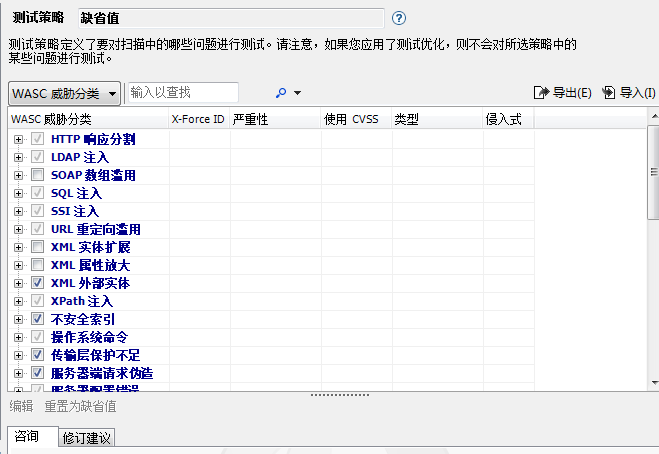 测试策略 缺省值 ?
测试策略定义了要对扫描中的哪些问题进行测试。请注意，如果您应用了测试优化，则不会对所选策略中的
某些问题进行测试。
WASC 威胁分类 输入以查找 导出(E) 导入(I)
WASC 威胁分类 X-Force ID 严重性 使用 CVSS 类型 侵入式
HTTP 响应分割
LDAP 注入
SOAP 数组滥用
SQL 注入
SSI 注入
URL 重定向滥用
XML 实体扩展
XML 属性放大
XML 外部实体
XPath 注入
不安全索引
操作系统命令
传输层保护不足
服务器端请求伪造
服务器配置错误
编辑 重置为缺省值
咨询 修订建议